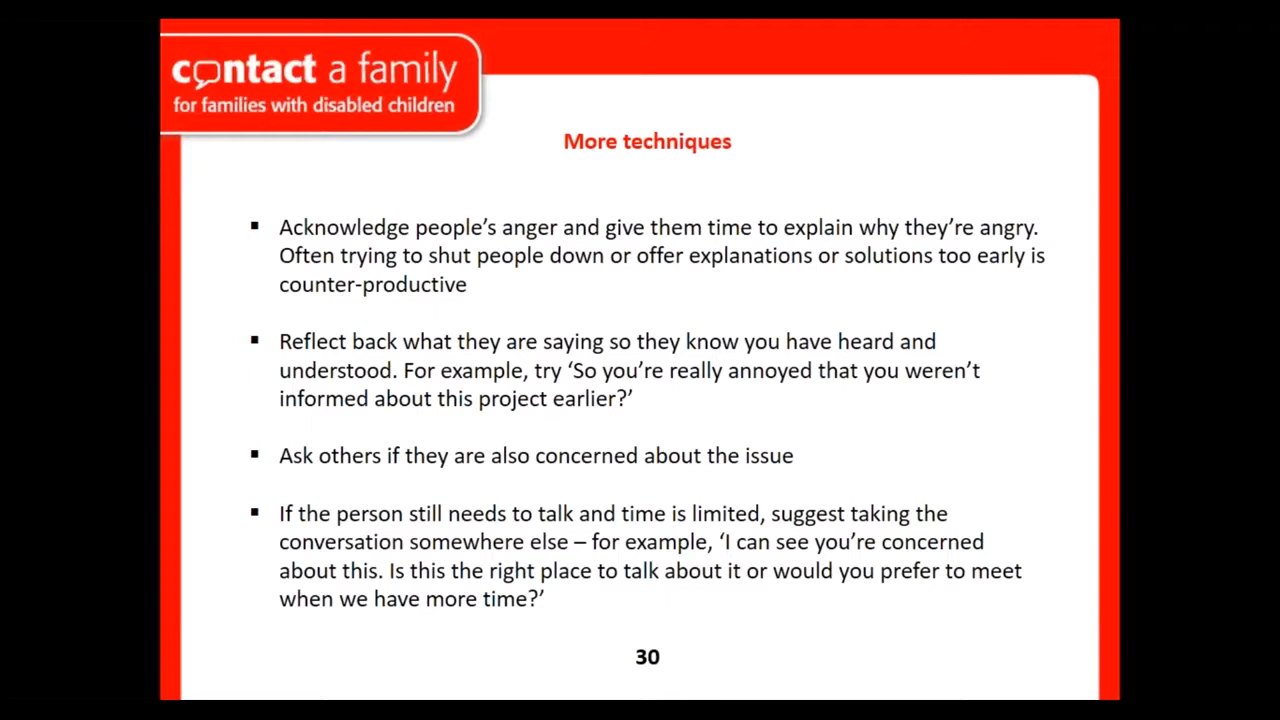 contact a family
for families with disabled children
More techniques
▪ Acknowledge people’s anger and give them time to explain why they’re angry.
Often trying to shut people down or offer explanations or solutions too early is
counter-productive
▪ Reflect back what they are saying so they know you have heard and
understood. For example, try ‘So you’re really annoyed that you weren’t
informed about this project earlier?’
▪ Ask others if they are also concerned about the issue
▪ If the person still needs to talk and time is limited, suggest taking the
conversation somewhere else – for example, ‘I can see you’re concerned
about this. Is this the right place to talk about it or would you prefer to meet
when we have more time?’
30